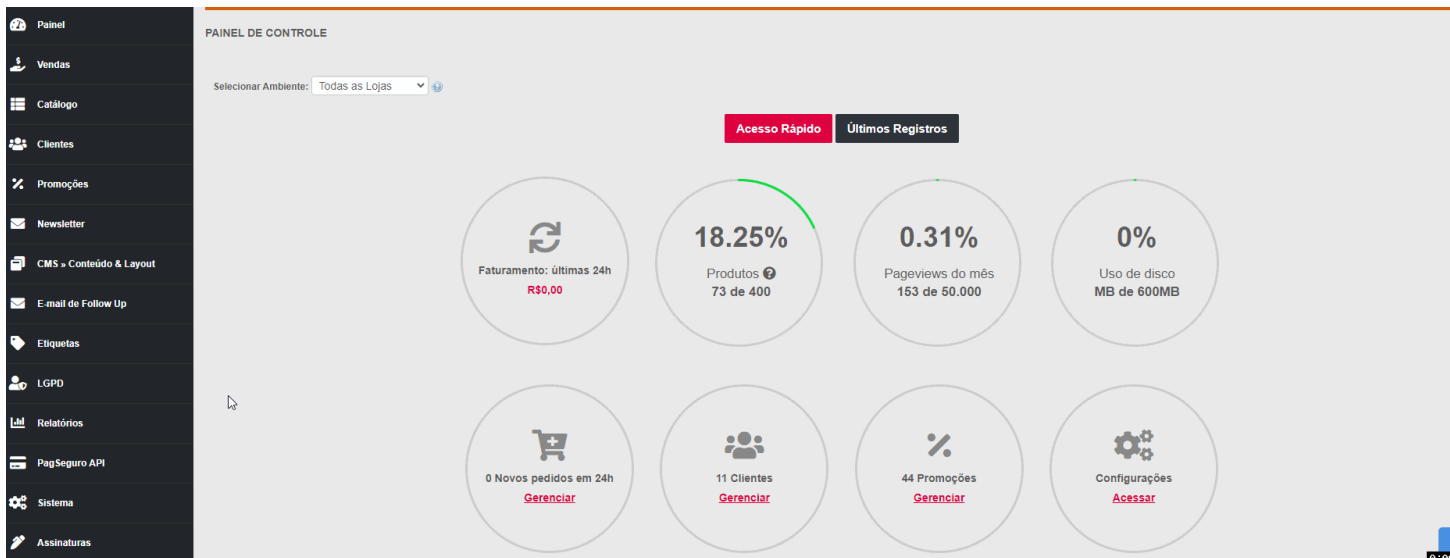 Painel
Vendas
Catálogo
Clientes
Promoções
Newsletter
CMS » Conteúdo & Layout
E-mail de Follow Up
Etiquetas
LGPD
Relatórios
PagSeguro API
Sistema
Assinaturas
PAINEL DE CONTROLE
Selecionar Ambiente: Todas as Lojas
Acesso Rápido Últimos Registros
Faturamento: últimas 24h
R$0,00
18.25%
Produtos
73 de 400
0.31%
Pageviews do mês
153 de 50.000
0%
Uso de disco
MB de 600MB
0 Novos pedidos em 24h
Gerenciar
11 Clientes
Gerenciar
44 Promoções
Gerenciar
Configurações
Acessar